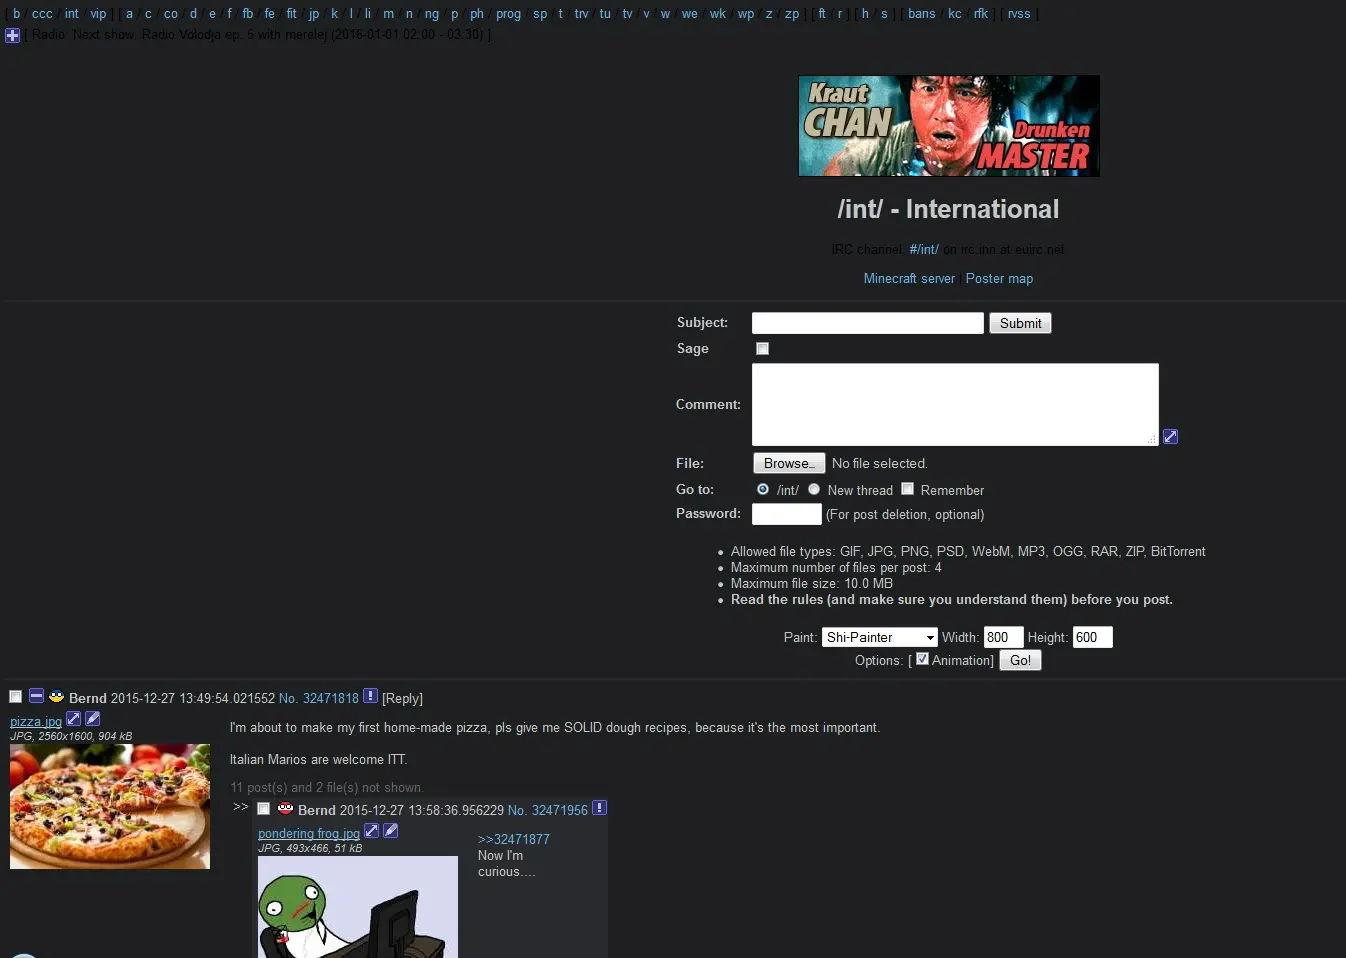 [ b / ccc / int / vip ] [ a / c / co / d / e / f / fb / fe / fit / jp / k / l / li / m / n / ng / p / ph / prog / sp / t / trv / tu / tv / v / w / we / wk / wp / x / z / zp ] [ ft / r ] [ h / s ] [ bans / kc / rfk ] [ rvss ]
[ Radio: Next show: Radio Volodja ep. 5 with merelej (2016-01-01 02:00 - 03:30) ]
Kraut
CHAN
Drunken
MASTER
/int/ - International
IRC channel: #/int/ on irc.inn.at.euirc.net
Minecraft server | Poster map
Subject: Submit
Sage
Comment:
File: Browse... No file selected.
Go to: /int/ New thread Remember
Password: (For post deletion, optional)
Allowed file types: GIF, JPG, PNG, PSD, WebM, MP3, OGG, RAR, ZIP, BitTorrent
Maximum number of files per post: 4
Maximum file size: 10.0 MB
Read the rules (and make sure you understand them) before you post.
Paint: Shi-Painter Width: 800 Height: 600
Options: [ Animation] Go!
Bernd 2015-12-27 13:49:54.021552 No. 32471818 [Reply]
pizza.jpg
JPG, 2560x1600, 904 kB
I'm about to make my first home-made pizza, pls give me SOLID dough recipes, because it's the most important.
Italian Marios are welcome ITT.
11 post(s) and 2 file(s) not shown.
>> Bernd 2015-12-27 13:58:36.956229 No. 32471956
pondering frog.jpg
JPG, 493x466, 51 kB
>>32471877
Now I'm
curious....